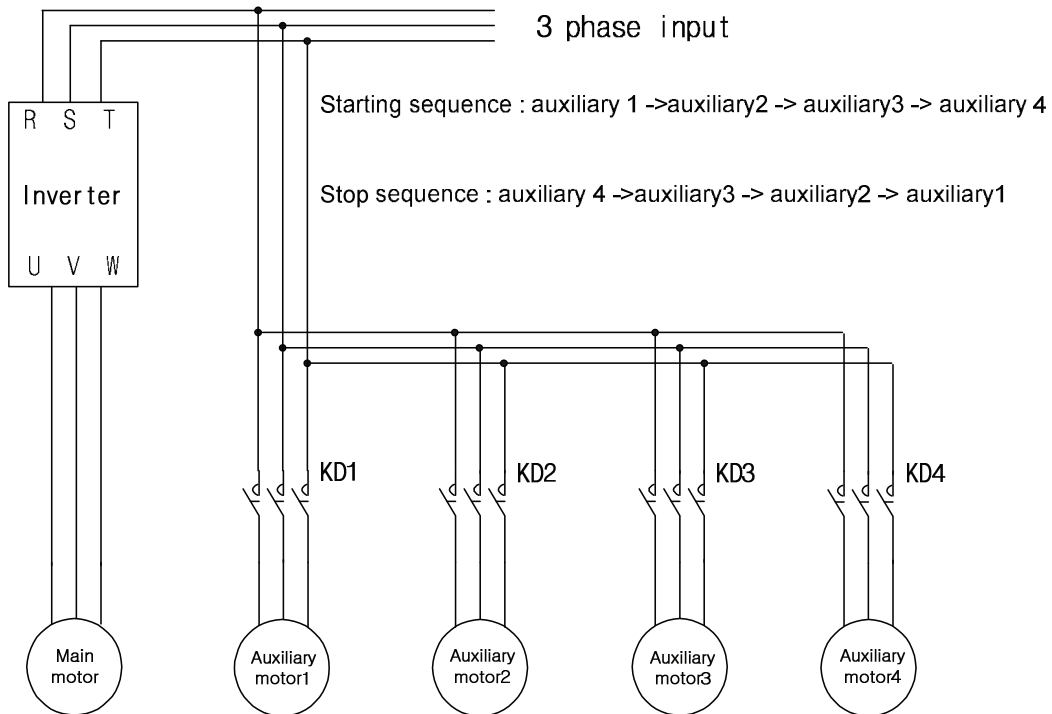 3 phase input
Starting sequence : auxiliary 1 ->auxiliary2 -> auxiliary3 -> auxiliary 4
R S T
Inverter
U V W
Stop sequence : auxiliary 4 ->auxiliary3 -> auxiliary2 -> auxiliary1
KD1
KD2
KD3
KD4
Main
motor
Auxiliary
motor1
Auxiliary
motor2
Auxiliary
motor3
Auxiliary
motor4